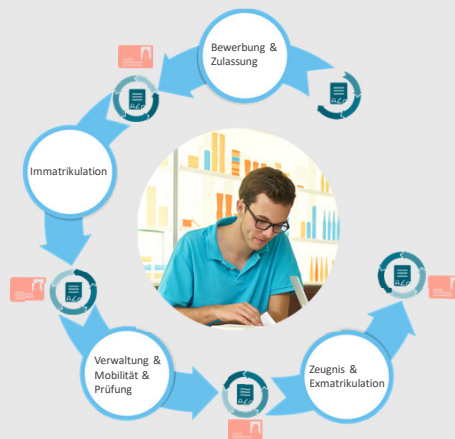 Bewerbung &
Zulassung
Immatrikulation
Verwaltung &
Mobilität &
Prüfung
Zeugnis &
Exmatrikulation